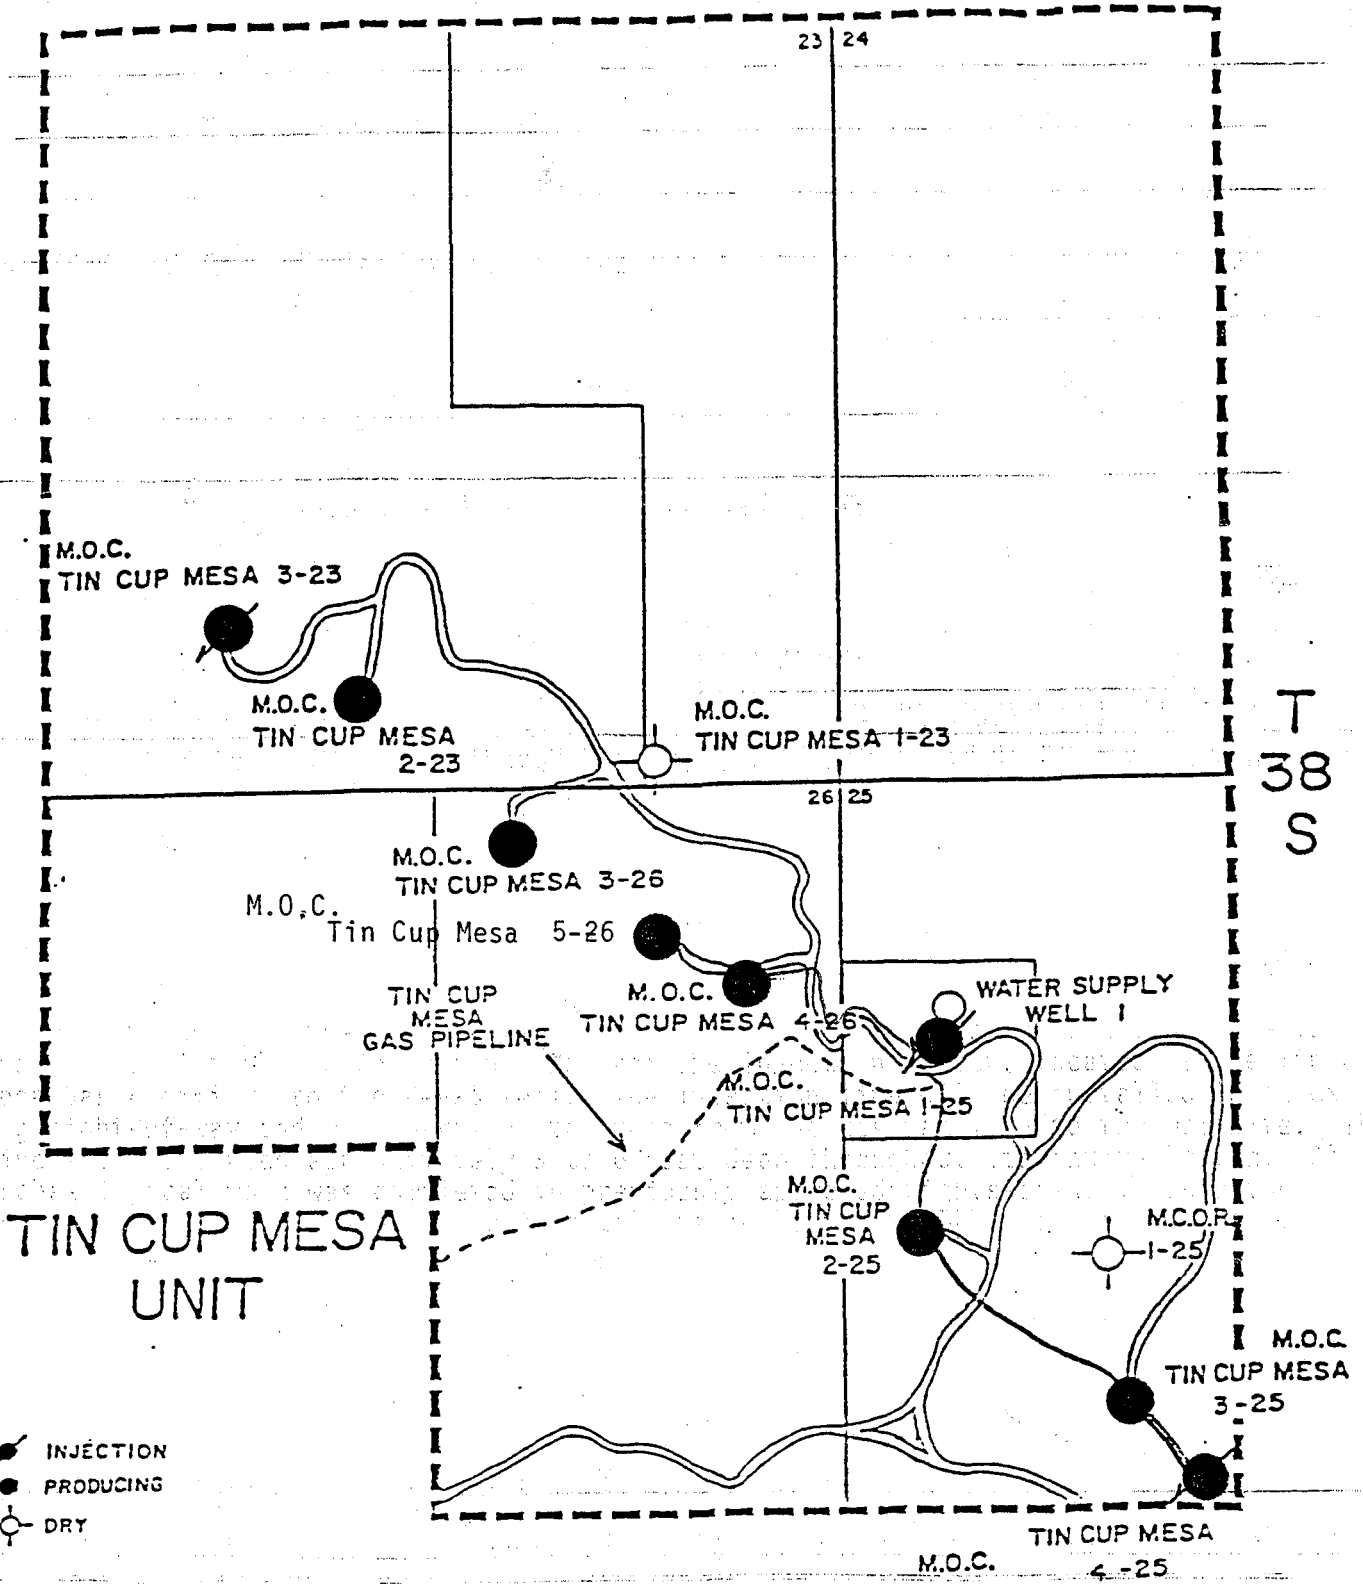 23 24
M.O.C.
TIN CUP MESA 3-23
M.O.C.
TIN CUP MESA
2-23
M.O.C.
TIN CUP MESA 1-23
T
38
S
26 25
M.O.C.
TIN CUP MESA 3-26
M.O.C.
Tin Cup Mesa 5-26
M.O.C.
TIN CUP MESA 4-26
WATER SUPPLY
WELL 1
TIN CUP
MESA
GAS PIPELINE
M.O.C.
TIN CUP MESA 1-25
M.O.C.
TIN CUP
MESA
2-25
M.C.O.R.
1-25
TIN CUP MESA
UNIT
M.O.C.
TIN CUP MESA
3-25
INJECTION
PRODUCING
DRY
TIN CUP MESA
M.O.C. 4-25